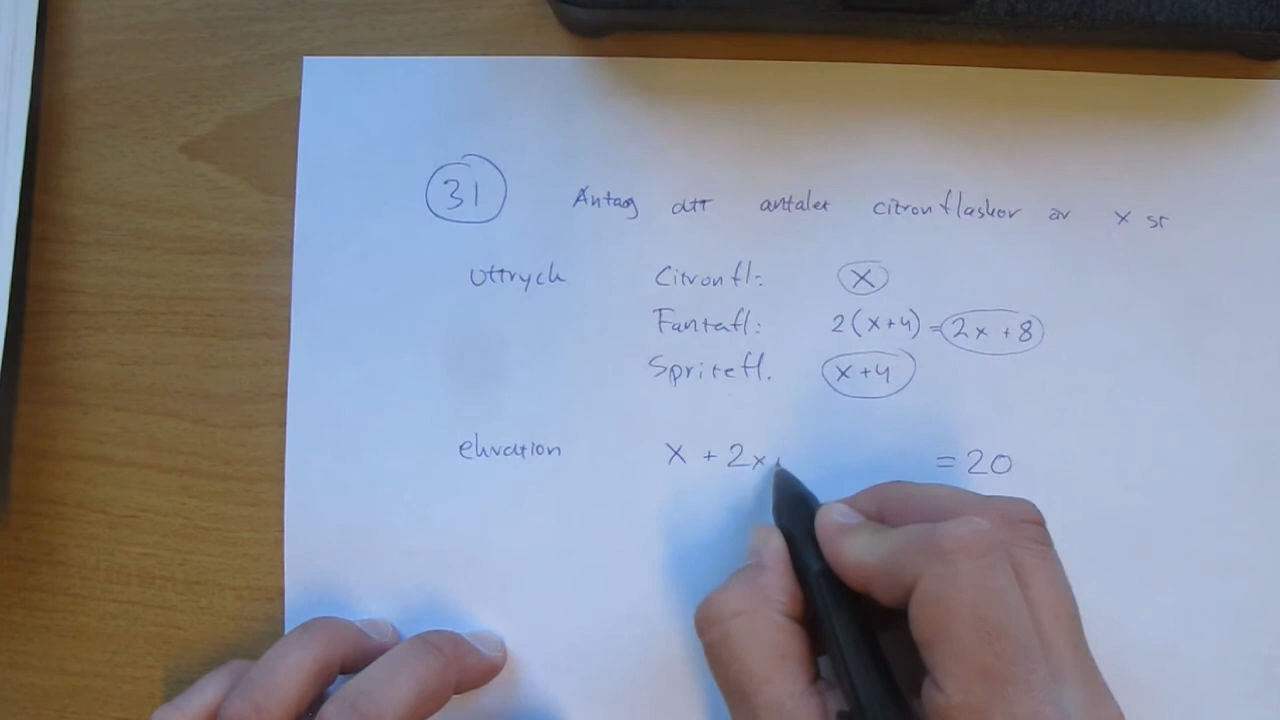 31 Antag att antalet citronflaskor är x st
Uttryck Citronfl: x
Fantafl: 2(x+4) = 2x+8
Spritefl. x+4
ekvation x + 2x = 20